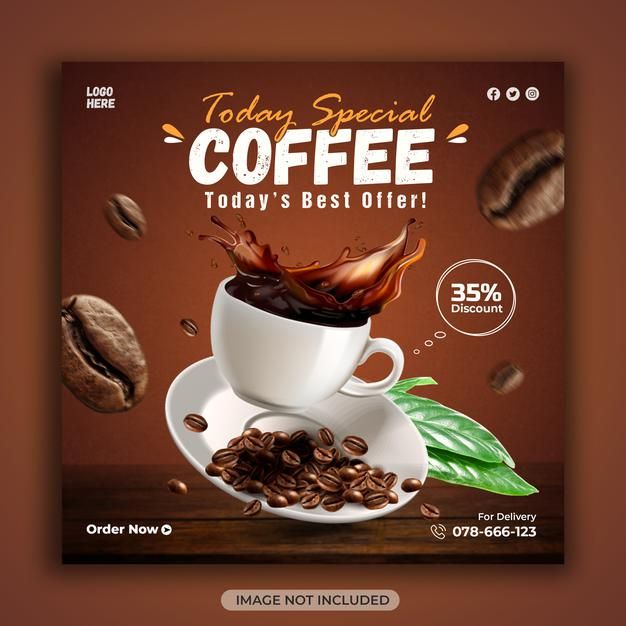 LOGO
HERE
Today Special
COFFEE
Today's Best Offer!
35%
Discount
Order Now
For Delivery
078-666-123
IMAGE NOT INCLUDED